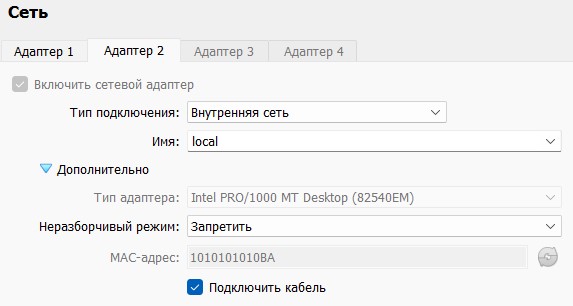 Сеть
Адаптер 1 Адаптер 2 Адаптер 3 Адаптер 4
Включить сетевой адаптер
Тип подключения: Внутренняя сеть
Имя: local
Дополнительно
Тип адаптера: Intel PRO/1000 MT Desktop (82540EM)
Неразборчивый режим: Запретить
MAC-адрес: 1010101010BA
Подключить кабель